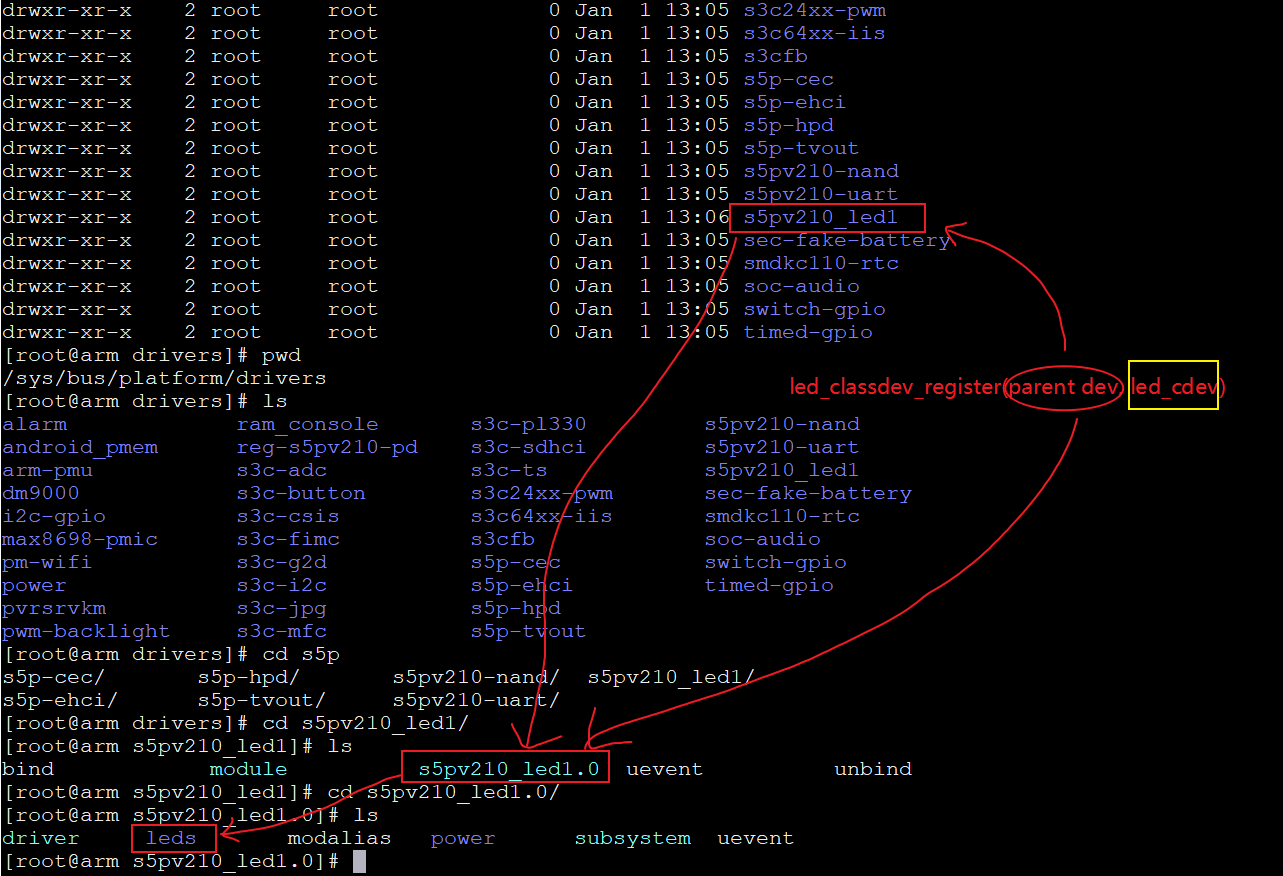 drwxr-xr-x 2 root root 0 Jan 1 13:05 s3c24xx-pwm
drwxr-xr-x 2 root root 0 Jan 1 13:05 s3c64xx-iis
drwxr-xr-x 2 root root 0 Jan 1 13:05 s3cfb
drwxr-xr-x 2 root root 0 Jan 1 13:05 s5p-cec
drwxr-xr-x 2 root root 0 Jan 1 13:05 s5p-ehci
drwxr-xr-x 2 root root 0 Jan 1 13:05 s5p-hpd
drwxr-xr-x 2 root root 0 Jan 1 13:05 s5p-tvout
drwxr-xr-x 2 root root 0 Jan 1 13:05 s5pv210-nand
drwxr-xr-x 2 root root 0 Jan 1 13:05 s5pv210-uart
drwxr-xr-x 2 root root 0 Jan 1 13:06 s5pv210_led1
drwxr-xr-x 2 root root 0 Jan 1 13:05 sec-fake-battery
drwxr-xr-x 2 root root 0 Jan 1 13:05 smdkc110-rtc
drwxr-xr-x 2 root root 0 Jan 1 13:05 soc-audio
drwxr-xr-x 2 root root 0 Jan 1 13:05 switch-gpio
drwxr-xr-x 2 root root 0 Jan 1 13:05 timed-gpio
[root@arm drivers]# pwd
/sys/bus/platform/drivers
led_classdev_register(parent dev, led_cdev)
[root@arm drivers]# ls
alarm ram_console s3c-pl330 s5pv210-nand
android_pmem reg-s5pv210-pd s3c-sdhci s5pv210-uart
arm-pmu s3c-adc s3c-ts s5pv210_led1
dm9000 s3c-button s3c24xx-pwm sec-fake-battery
i2c-gpio s3c-csis s3c64xx-iis smdkc110-rtc
max8698-pmic s3c-fimc s3cfb soc-audio
pm-wifi s3c-g2d s5p-cec switch-gpio
power s3c-i2c s5p-ehci timed-gpio
pvrsrvkm s3c-jpg s5p-hpd
pwm-backlight s3c-mfc s5p-tvout
[root@arm drivers]# cd s5p
s5p-cec/ s5p-hpd/ s5pv210-nand/ s5pv210_led1/
s5p-ehci/ s5p-tvout/ s5pv210-uart/
[root@arm drivers]# cd s5pv210_led1/
[root@arm s5pv210_led1]# ls
bind module s5pv210_led1.0 uevent unbind
[root@arm s5pv210_led1]# cd s5pv210_led1.0/
[root@arm s5pv210_led1.0]# ls
driver leds modalias power subsystem uevent
[root@arm s5pv210_led1.0]#